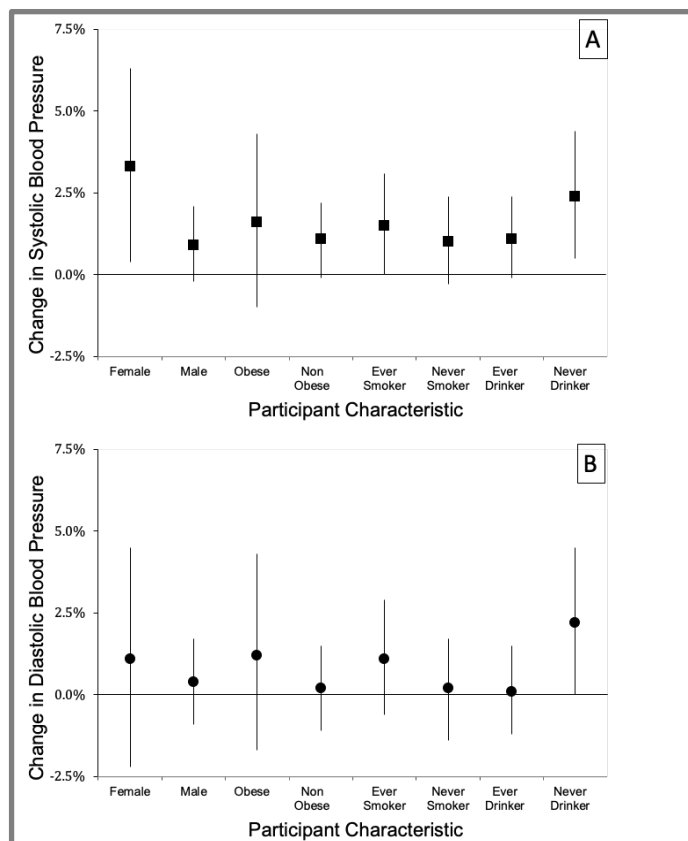 A
Change in Systolic Blood Pressure
7.5%
5.0%
2.5%
0.0%
-2.5%
Female Male Obese Non Obese Ever Smoker Never Smoker Ever Drinker Never Drinker
Participant Characteristic
B
Change in Diastolic Blood Pressure
7.5%
5.0%
2.5%
0.0%
-2.5%
Female Male Obese Non Obese Ever Smoker Never Smoker Ever Drinker Never Drinker
Participant Characteristic